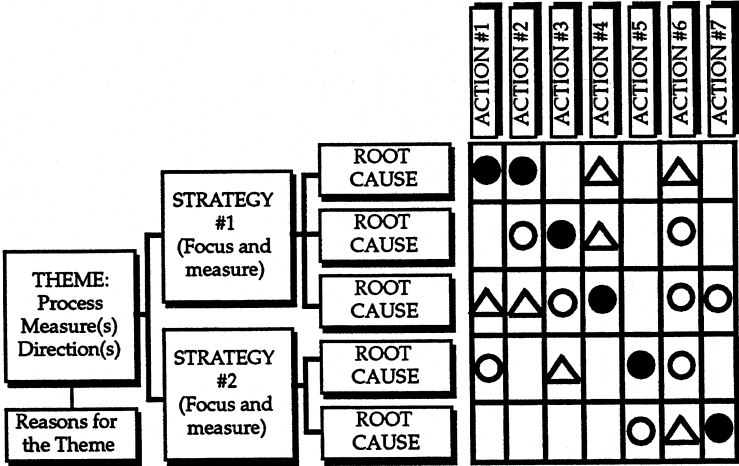 ACTION #1
ACTION #2
ACTION #3
ACTION #4
ACTION #5
ACTION #6
ACTION #7
ROOT
CAUSE
STRATEGY
#1
(Focus and
measure)
ROOT
CAUSE
ROOT
CAUSE
THEME:
Process
Measure(s)
Direction(s)
STRATEGY
#2
(Focus and
measure)
ROOT
CAUSE
ROOT
CAUSE
Reasons for
the Theme